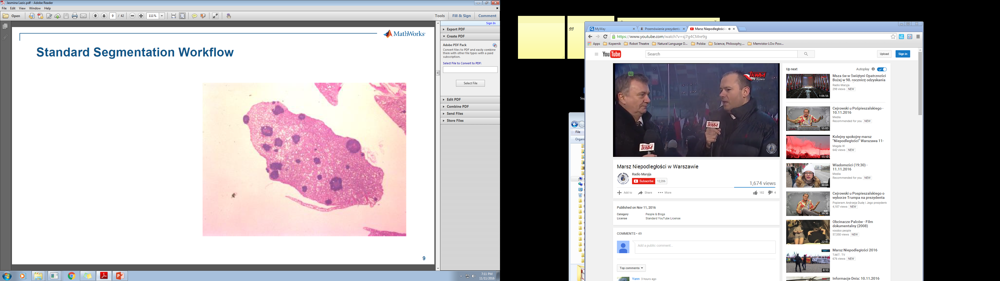 Jasmina Lazic.pdf - Adobe Reader
File Edit View Window Help
Open 9 / 42 111% Tools Fill & Sign Comment
Sign In
Export PDF
Create PDF
Adobe PDF Pack
Convert files to PDF and easily combine
them with other file types with a paid
subscription.
Select File to Convert to PDF:
Select File
Edit PDF
Combine PDF
Send Files
Store Files
MathWorks
Standard Segmentation Workflow
9
7:11 PM
11/11/2016
gg
File
Organi
MyWay
Przemówienie prezydenta
Marsz Niepodległości w
https://www.youtube.com/watch?v=sj7g4CMre9g
Apps Kopernik Robot Theatre Natural Language O... Polska Science, Philosophy,... Memristor LOw Pow...
YouTube
Search
Upload Sign in
TRWAM
na żywo
TRWAM
TRWAM
Marsz Niepodległości w Warszawie
Radio Maryja
Subscribe 12,206
1,674 views
Add to Share More
182 4
Published on Nov 11, 2016
Category People & Blogs
License Standard YouTube License
COMMENTS • 49
Add a public comment...
Top comments
Yann 3 hours ago
Up next Autoplay
Msza św w Świątyni Opatrzności
Bożej w 98. rocznicę odzyskania
Radio Maryja
298 views NEW
1:06:56
Cejrowski u Pośpieszalskiego -
10.11.2016
Media
Recommended for you NEW
55:03
Kolejny spokojny marsz
"Niepodległości" Warszawa 11-
Magda W
642 views NEW
15:12
Wiadomości (19:30) -
11.11.2016
Media
Recommended for you NEW
30:04
Cejrowski u Pospieszalskiego o
wyborze Trumpa na prezydenta
Popieram Andrzeja Dudę i Jego prezydent
4,187 views NEW
39:38
Obcinacze Palców - Film
dokumentalny (2008)
voodoo people
57,550 views NEW
22:41
Marsz Niepodległości 2016
TAKT. TV
676 views NEW
8:13
Informacje Dnia: 10.11.2016